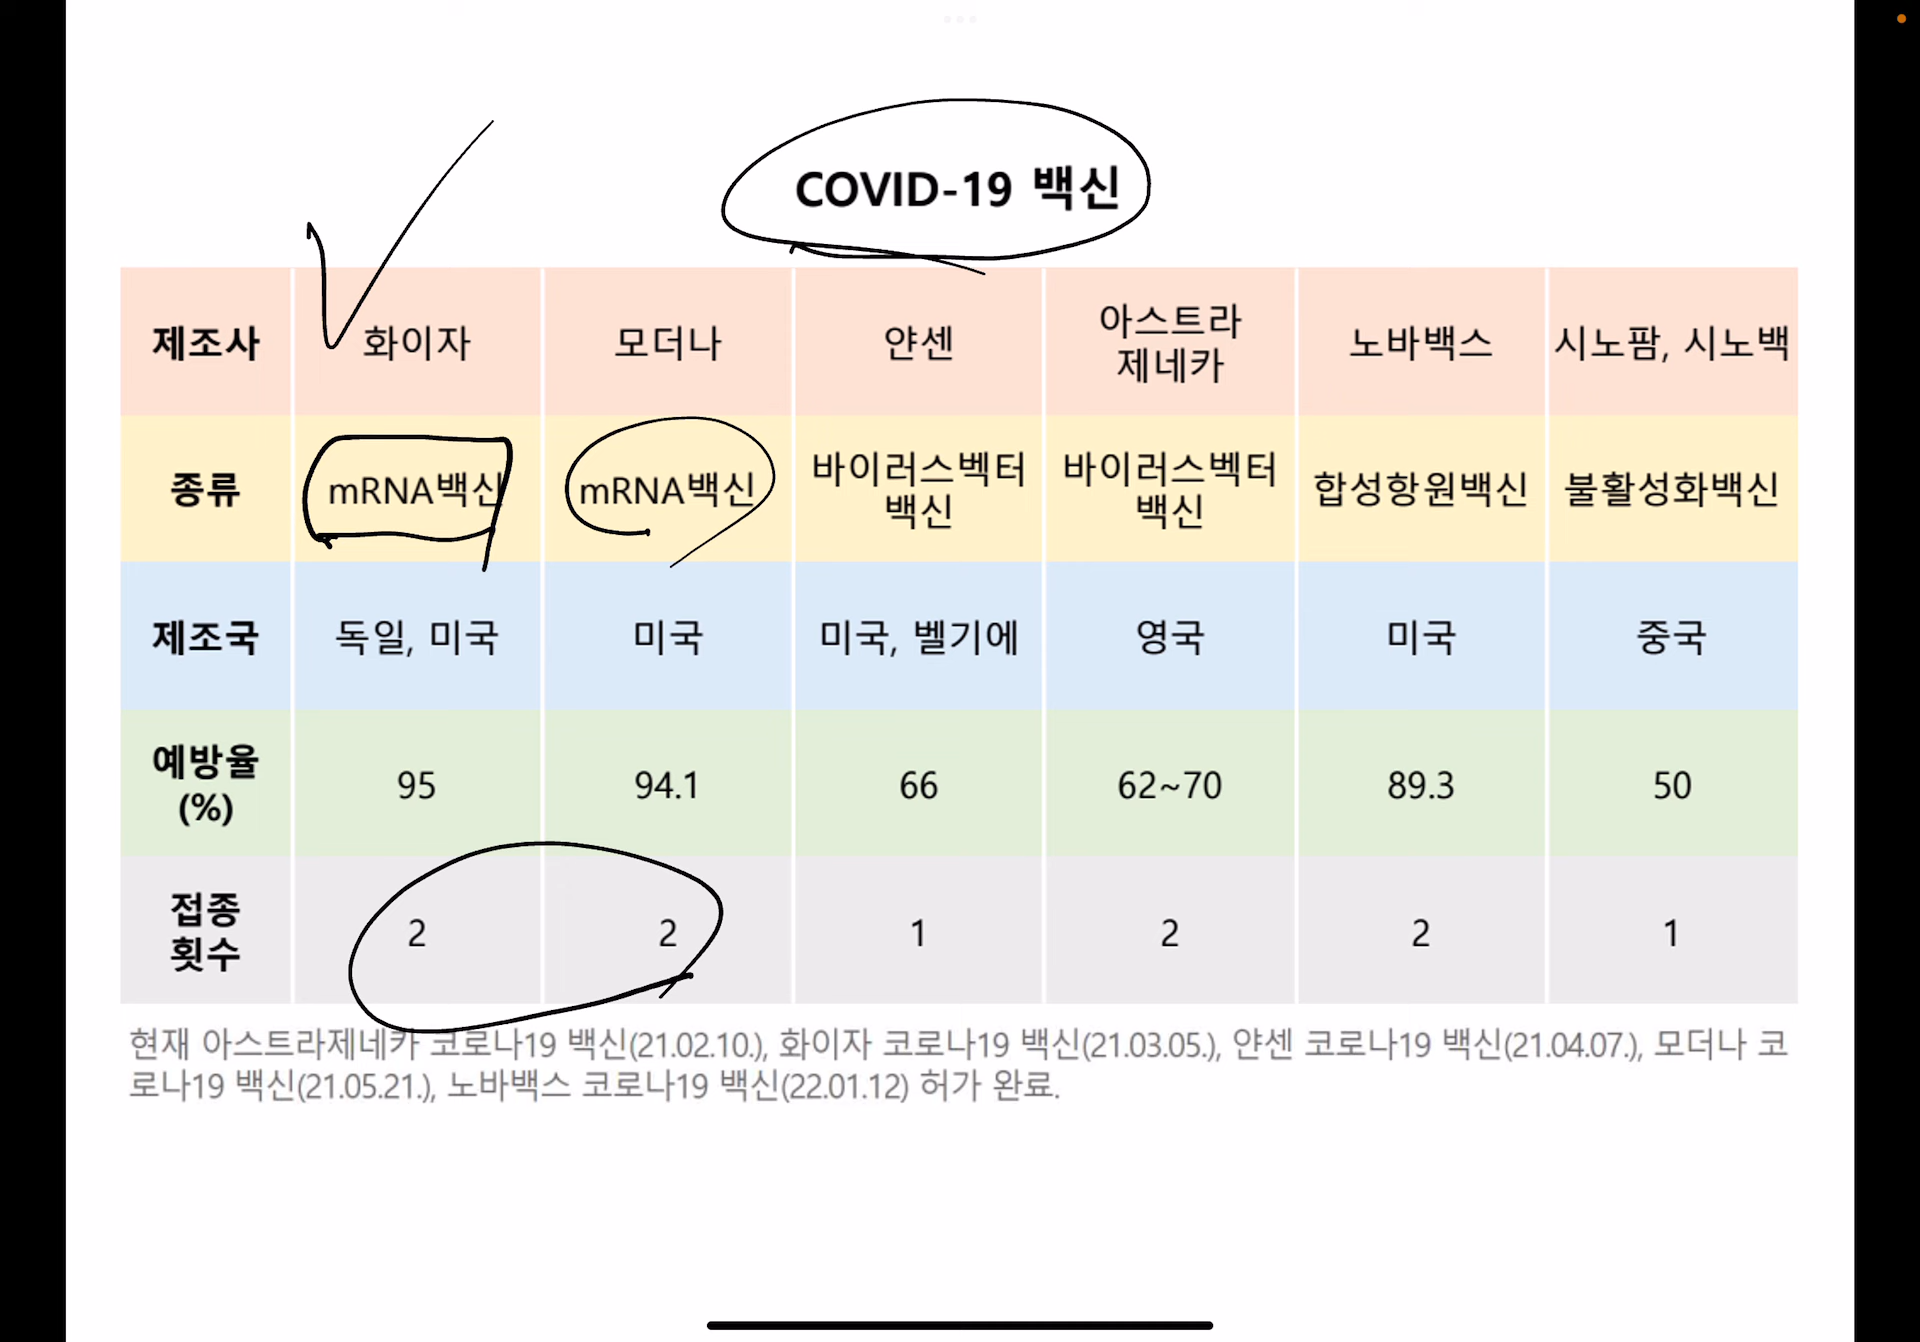 COVID-19 백신
제조사 화이자 모더나 얀센 아스트라 제네카 노바백스 시노팜, 시노백
종류 mRNA백신 mRNA백신 바이러스벡터 백신 바이러스벡터 백신 합성항원백신 불활성화백신
제조국 독일, 미국 미국 미국, 벨기에 영국 미국 중국
예방율 (%) 95 94.1 66 62~70 89.3 50
접종 횟수 2 2 1 2 2 1
현재 아스트라제네카 코로나19 백신(21.02.10.), 화이자 코로나19 백신(21.03.05.), 얀센 코로나19 백신(21.04.07.), 모더나 코
로나19 백신(21.05.21.), 노바백스 코로나19 백신(22.01.12) 허가 완료.